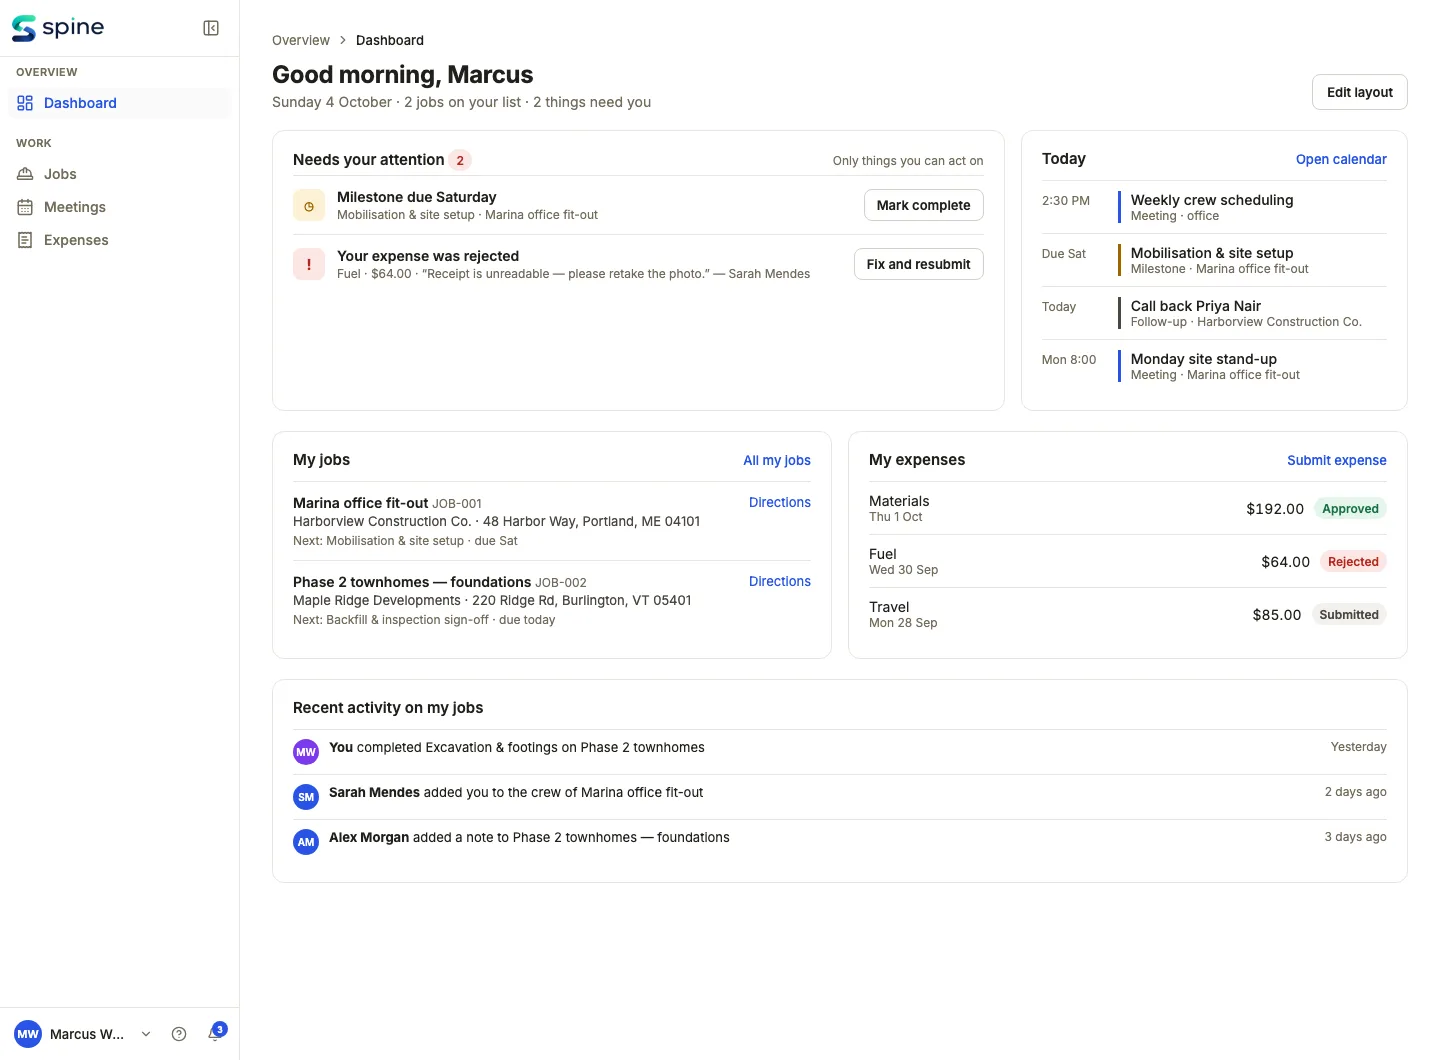 spine
OVERVIEW
Dashboard
WORK
Jobs
Meetings
Expenses
MW Marcus W...
3
Overview > Dashboard
Good morning, Marcus
Sunday 4 October · 2 jobs on your list · 2 things need you
Edit layout
Needs your attention 2
Only things you can act on
Milestone due Saturday
Mobilisation & site setup · Marina office fit-out
Mark complete
!
Your expense was rejected
Fuel · $64.00 · “Receipt is unreadable — please retake the photo.” — Sarah Mendes
Fix and resubmit
Today
Open calendar
2:30 PM
Weekly crew scheduling
Meeting · office
Due Sat
Mobilisation & site setup
Milestone · Marina office fit-out
Today
Call back Priya Nair
Follow-up · Harborview Construction Co.
Mon 8:00
Monday site stand-up
Meeting · Marina office fit-out
My jobs
All my jobs
Marina office fit-out JOB-001
Directions
Harborview Construction Co. · 48 Harbor Way, Portland, ME 04101
Next: Mobilisation & site setup · due Sat
Phase 2 townhomes — foundations JOB-002
Directions
Maple Ridge Developments · 220 Ridge Rd, Burlington, VT 05401
Next: Backfill & inspection sign-off · due today
My expenses
Submit expense
Materials
Thu 1 Oct
$192.00 Approved
Fuel
Wed 30 Sep
$64.00 Rejected
Travel
Mon 28 Sep
$85.00 Submitted
Recent activity on my jobs
MW You completed Excavation & footings on Phase 2 townhomes
Yesterday
SM Sarah Mendes added you to the crew of Marina office fit-out
2 days ago
AM Alex Morgan added a note to Phase 2 townhomes — foundations
3 days ago